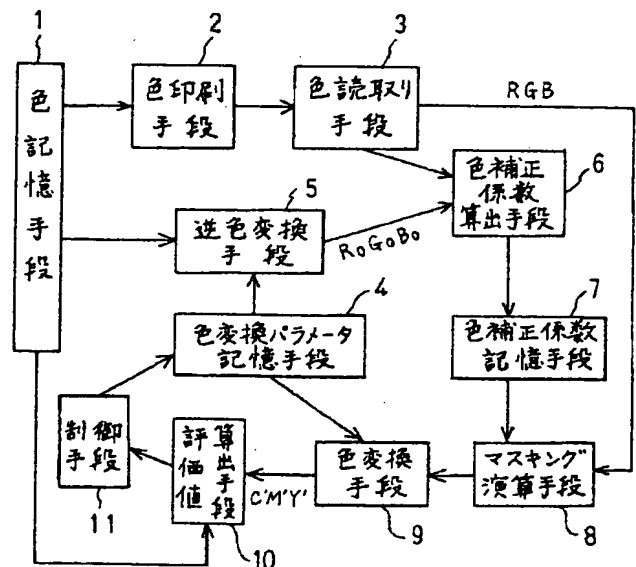 1
色記憶手段
2
色印刷
手段
3
色読取り
手段
RGB
色補正
係数
算出手段
6
5
逆色変換
手段
R₀G₀B₀
4
色変換パラメータ
記憶手段
7
色補正係数
記憶手段
制御
手段
11
評価値
算出手段
10
C'M'Y'
色変換
手段
9
マスキング
演算手段
8